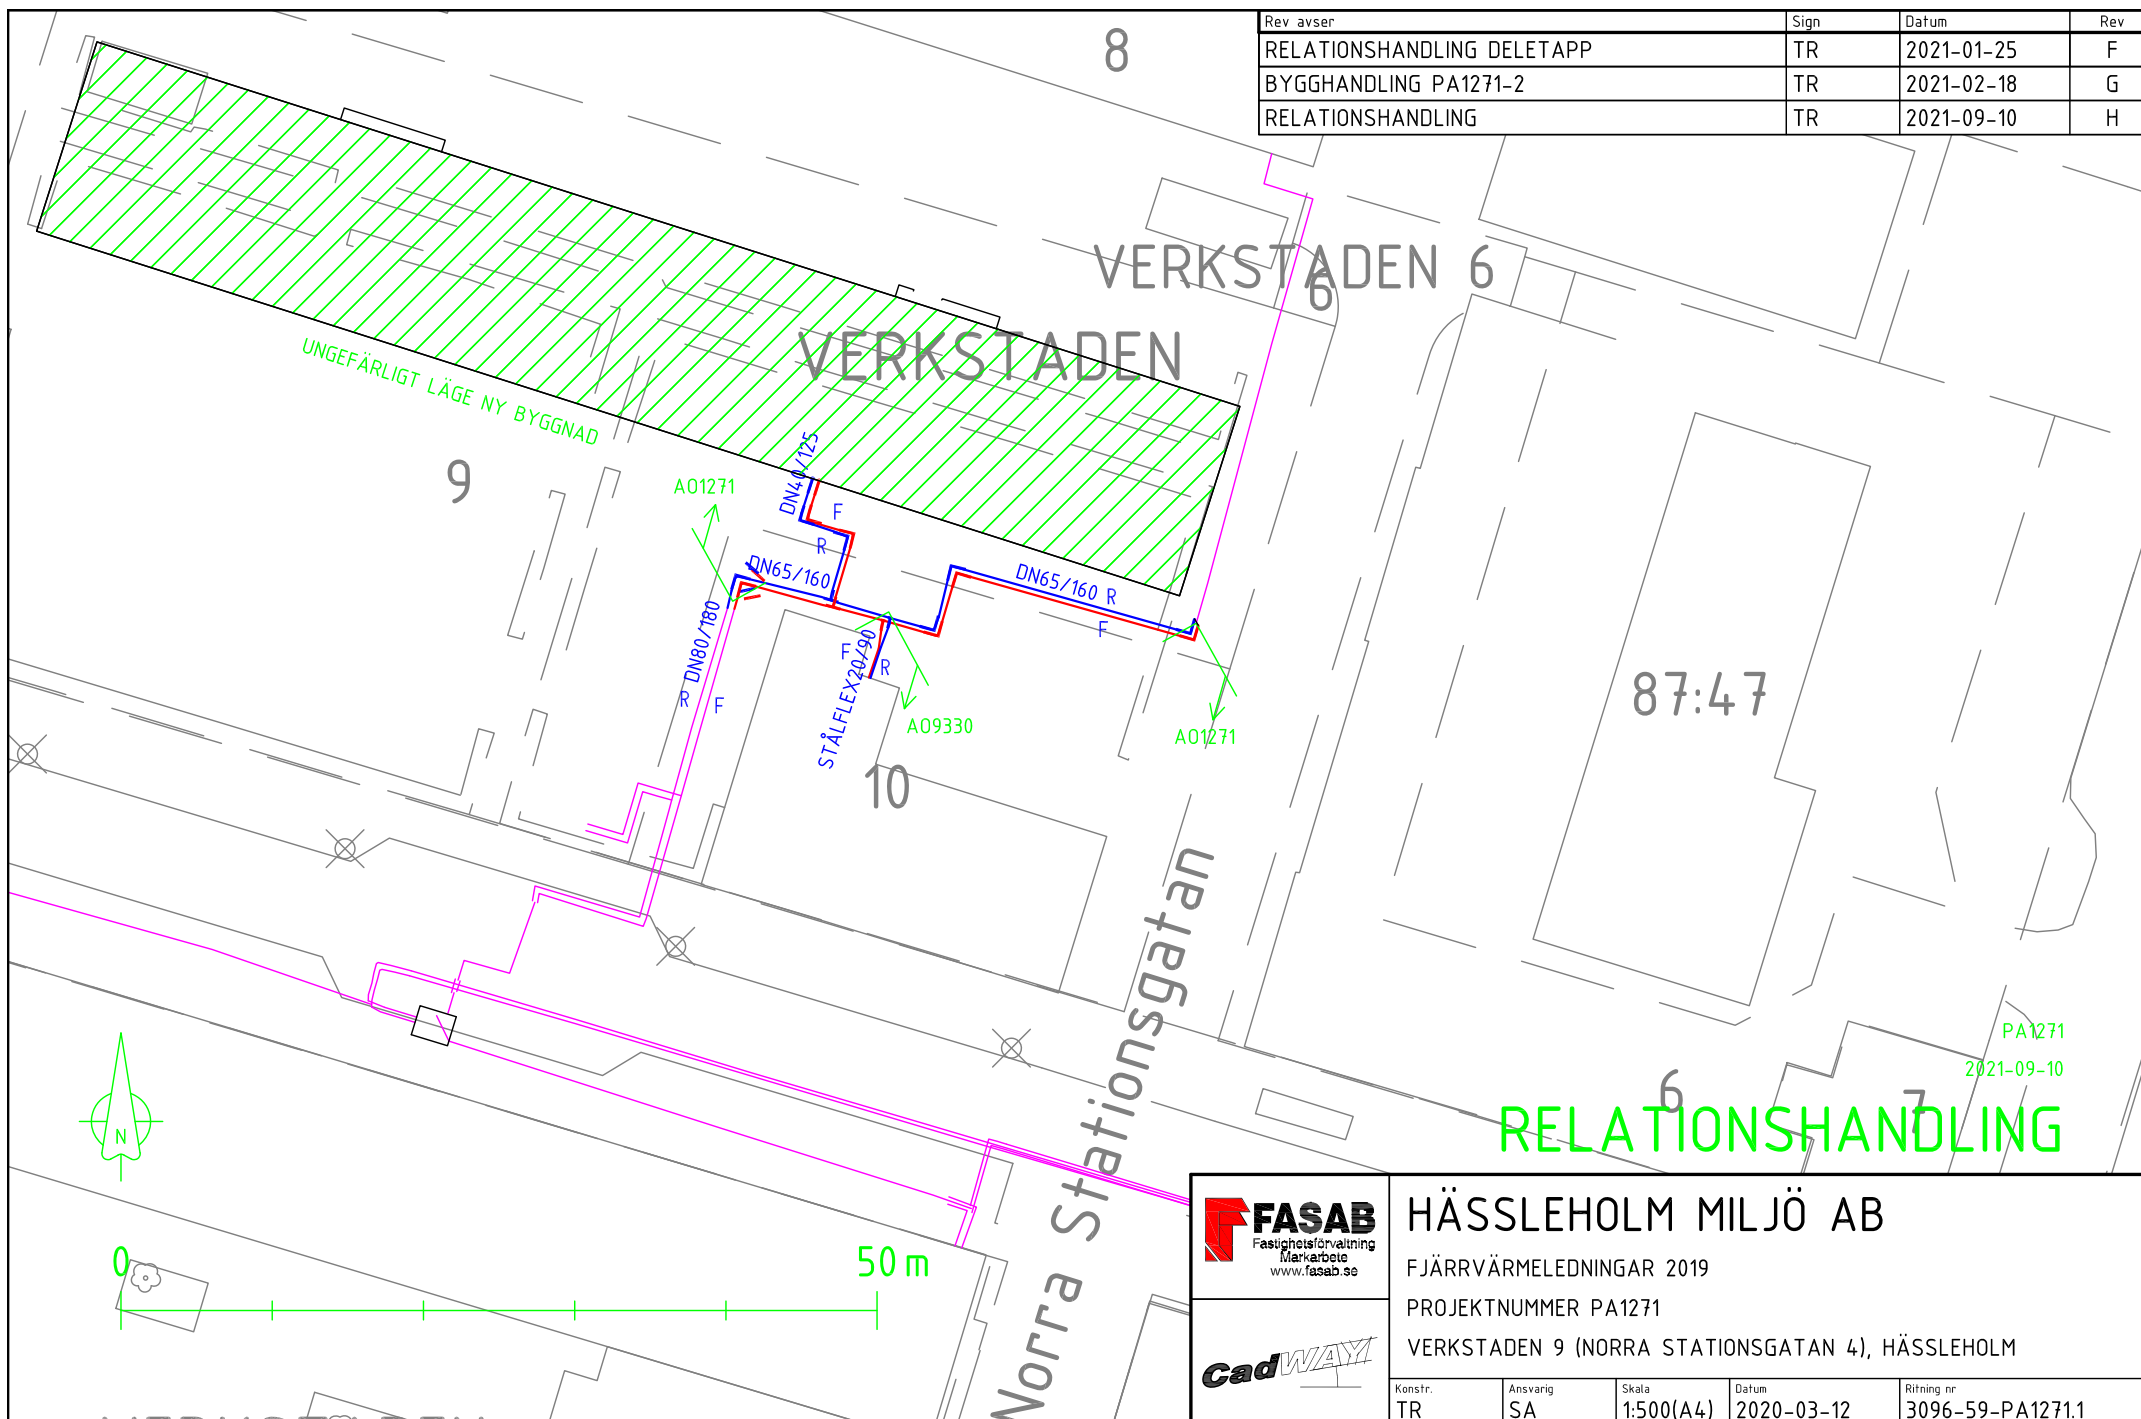 Rev avser Sign Datum Rev
RELATIONSHANDLING DELETAPP TR 2021-01-25 F
BYGGHANDLING PA1271-2 TR 2021-02-18 G
RELATIONSHANDLING TR 2021-09-10 H
8
VERKSTADEN 6
6
VERKSTADEN
UNGEFÄRLIGT LÄGE NY BYGGNAD
9
AO1271
DN40/125
F
R
DN65/160
DN65/160 R
F
R DN80/180
F
STÅLFLEX20/90
F
R
AO9330
AO1271
87:47
10
Norra Stationsgatan
PA1271
2021-09-10
6
7
RELATIONSHANDLING
N
0 50 m
FASAB
Fastighetsförvaltning
Markarbete
www.fasab.se
CadWAY
HÄSSLEHOLM MILJÖ AB
FJÄRRVÄRMELEDNINGAR 2019
PROJEKTNUMMER PA1271
VERKSTADEN 9 (NORRA STATIONSGATAN 4), HÄSSLEHOLM
Konstr. Ansvarig Skala Datum Ritning nr
TR SA 1:500(A4) 2020-03-12 3096-59-PA1271.1
VERKSTADEN